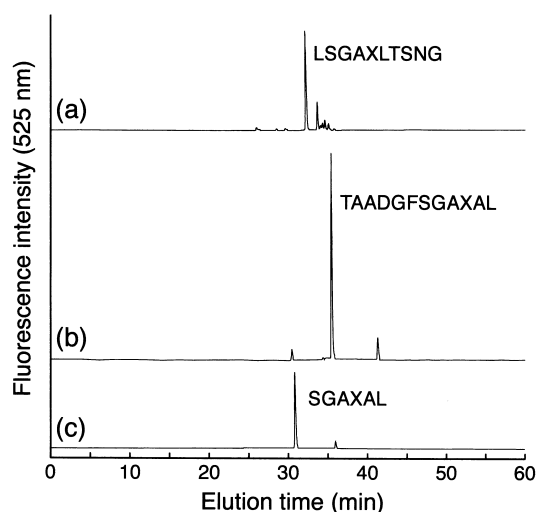 Fluorescence intensity (525 nm)
(a)
LSGAXLTSNG
(b)
TAADGFSGAXAL
(c)
SGAXAL
0 10 20 30 40 50 60
Elution time (min)